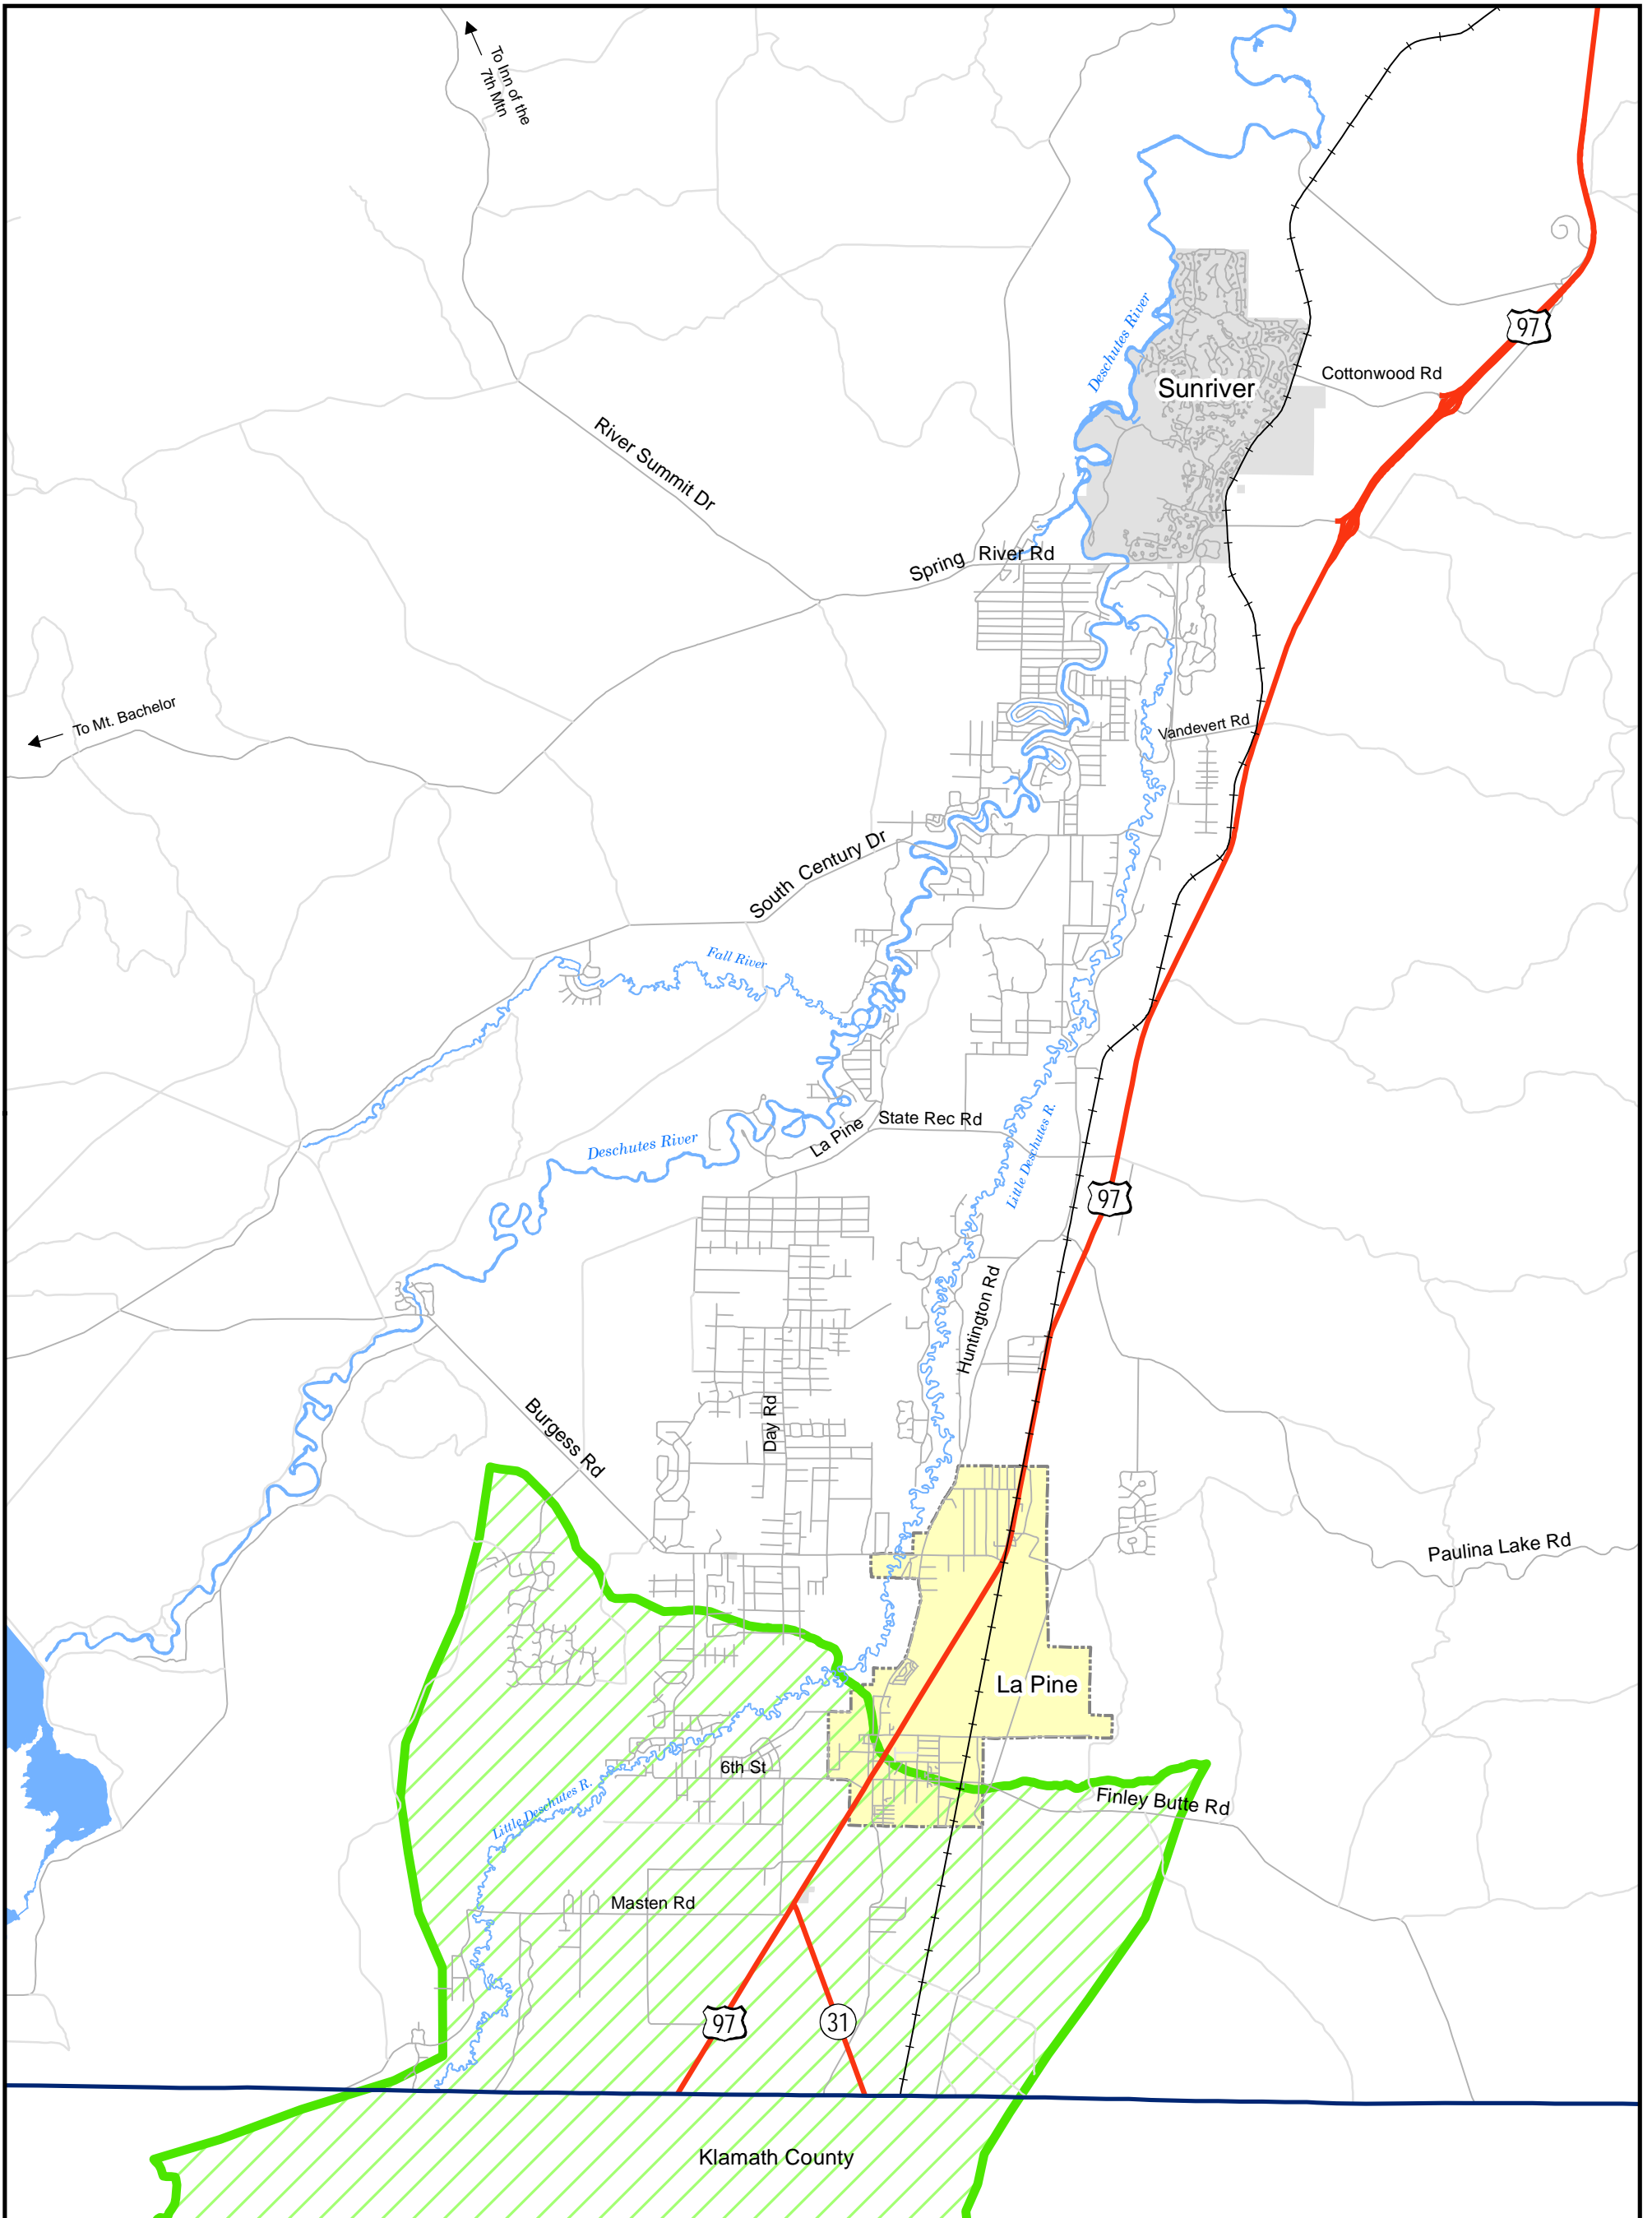 To Inn of the
7th Mtn
97
Deschutes River
Cottonwood Rd
Sunriver
River Summit Dr
Spring River Rd
To Mt. Bachelor
Vandevert Rd
South Century Dr
Fall River
State Rec Rd
La Pine
Deschutes River
Little Deschutes R.
97
Huntington Rd
Day Rd
Burgess Rd
Paulina Lake Rd
La Pine
6th St
Finley Butte Rd
Little Deschutes R.
Masten Rd
97
31
Klamath County